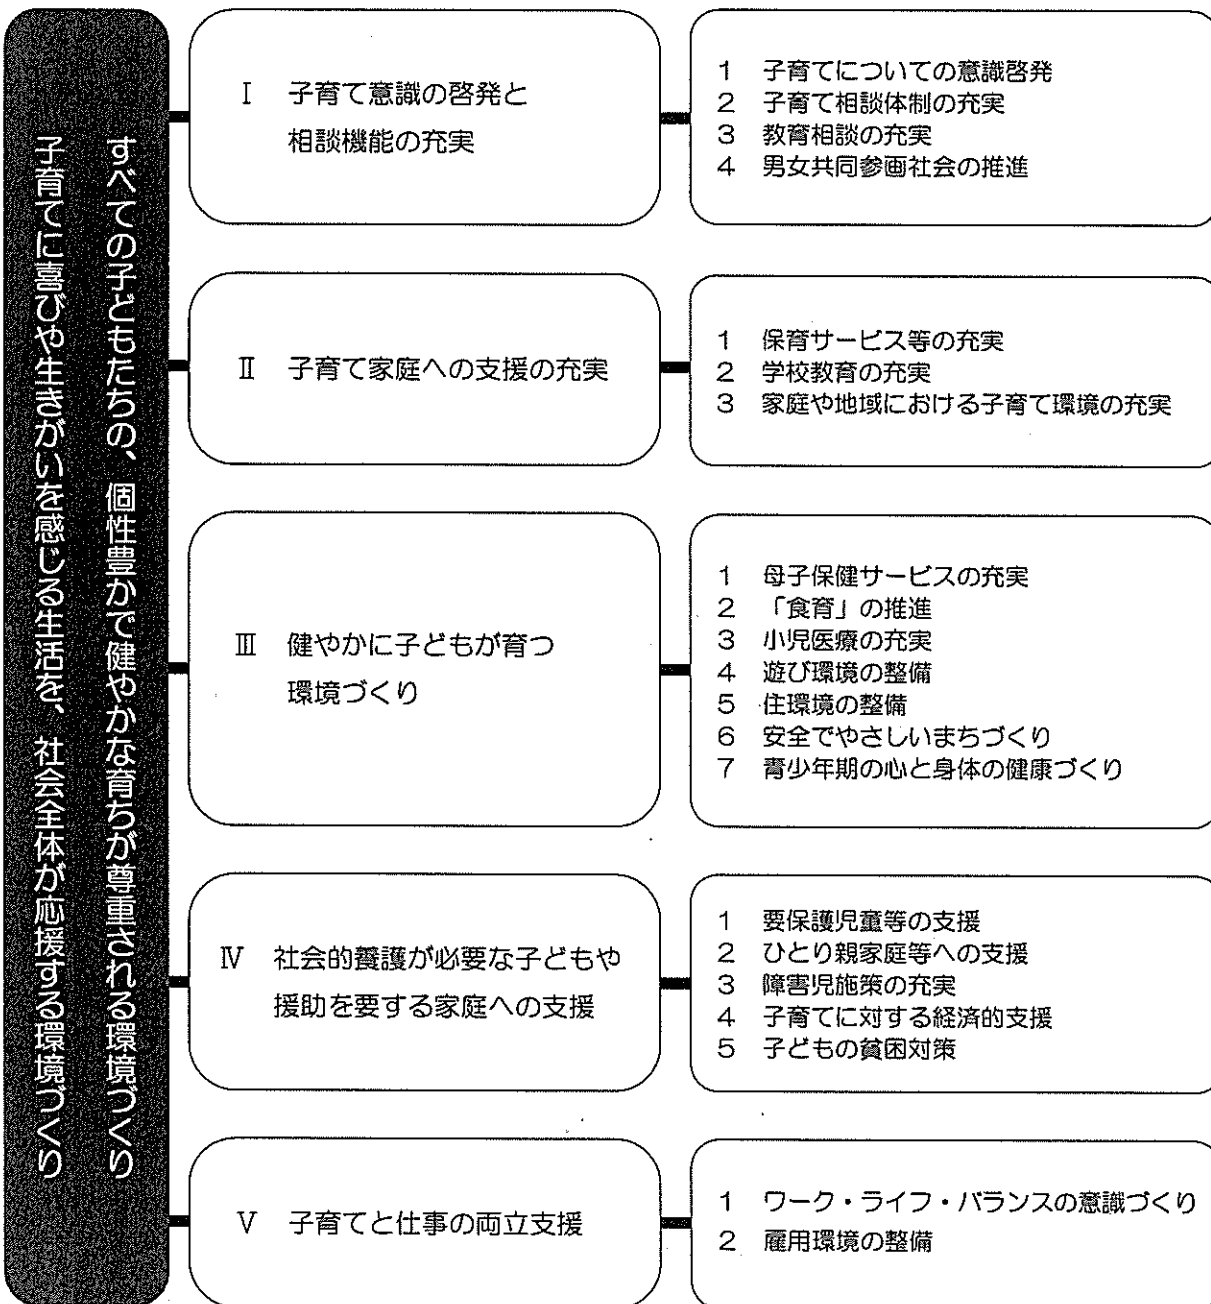 すべての子どもたちの、個性豊かで健やかな育ちが尊重される環境づくり
子育てに喜びや生きがいを感じる生活を、社会全体が応援する環境づくり
Ⅰ 子育て意識の啓発と
相談機能の充実
1 子育てについての意識啓発
2 子育て相談体制の充実
3 教育相談の充実
4 男女共同参画社会の推進
Ⅱ 子育て家庭への支援の充実
1 保育サービス等の充実
2 学校教育の充実
3 家庭や地域における子育て環境の充実
Ⅲ 健やかに子どもが育つ
環境づくり
1 母子保健サービスの充実
2 「食育」の推進
3 小児医療の充実
4 遊び環境の整備
5 住環境の整備
6 安全でやさしいまちづくり
7 青少年期の心と身体の健康づくり
Ⅳ 社会的養護が必要な子どもや
援助を要する家庭への支援
1 要保護児童等の支援
2 ひとり親家庭等への支援
3 障害児施策の充実
4 子育てに対する経済的支援
5 子どもの貧困対策
Ⅴ 子育てと仕事の両立支援
1 ワーク・ライフ・バランスの意識づくり
2 雇用環境の整備